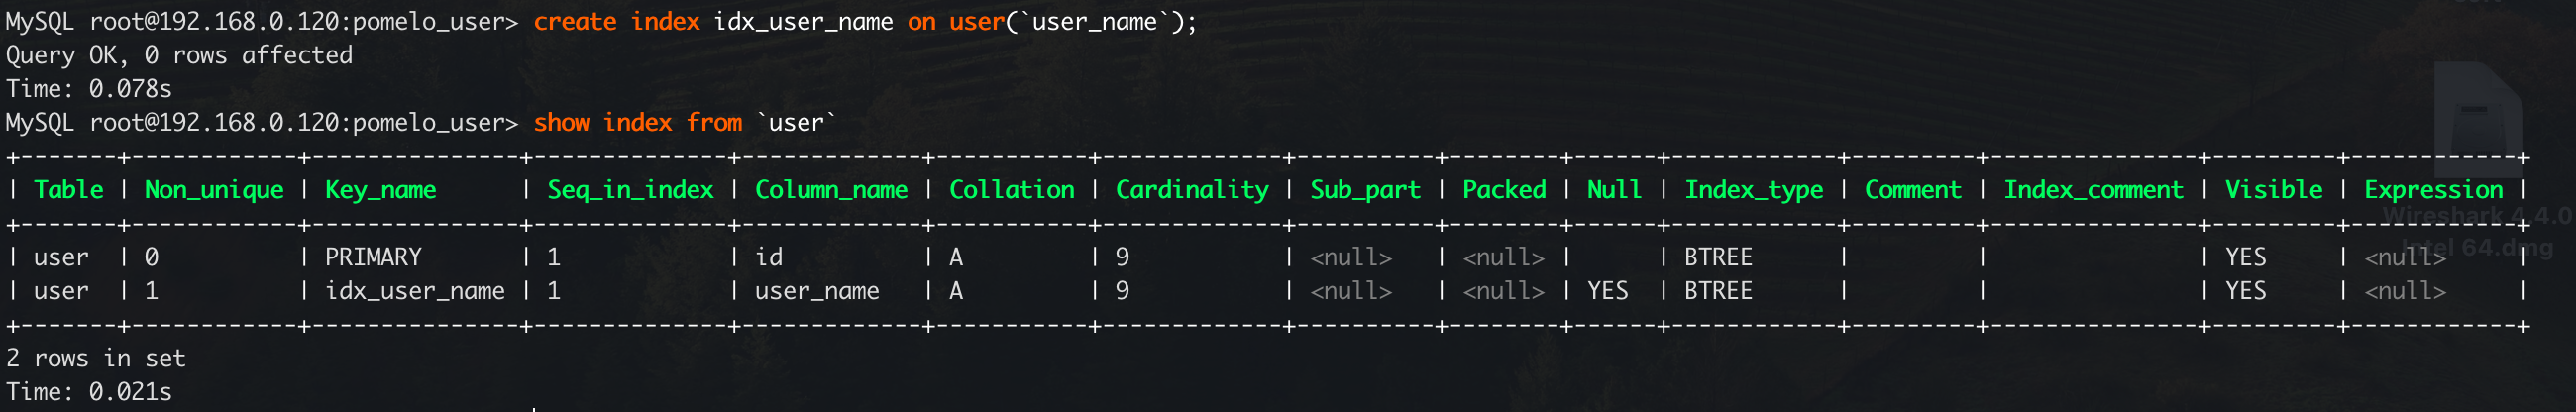 MySQL root@192.168.0.120:pomelo_user> create index idx_user_name on user(`user_name`);
Query OK, 0 rows affected
Time: 0.078s
MySQL root@192.168.0.120:pomelo_user> show index from `user`
+-------+------------+---------------+--------------+-------------+-----------+-------------+----------+--------+------+------------+---------+---------------+---------+------------+
| Table | Non_unique | Key_name      | Seq_in_index | Column_name | Collation | Cardinality | Sub_part | Packed | Null | Index_type | Comment | Index_comment | Visible | Expression |
+-------+------------+---------------+--------------+-------------+-----------+-------------+----------+--------+------+------------+---------+---------------+---------+------------+
| user  | 0          | PRIMARY       | 1            | id          | A         | 9           | <null>   | <null> |      | BTREE      |         |               | YES     | <null>     |
| user  | 1          | idx_user_name | 1            | user_name   | A         | 9           | <null>   | <null> | YES  | BTREE      |         |               | YES     | <null>     |
+-------+------------+---------------+--------------+-------------+-----------+-------------+----------+--------+------+------------+---------+---------------+---------+------------+
2 rows in set
Time: 0.021s
Wireshark 4.4.0
Intel 64.dmg